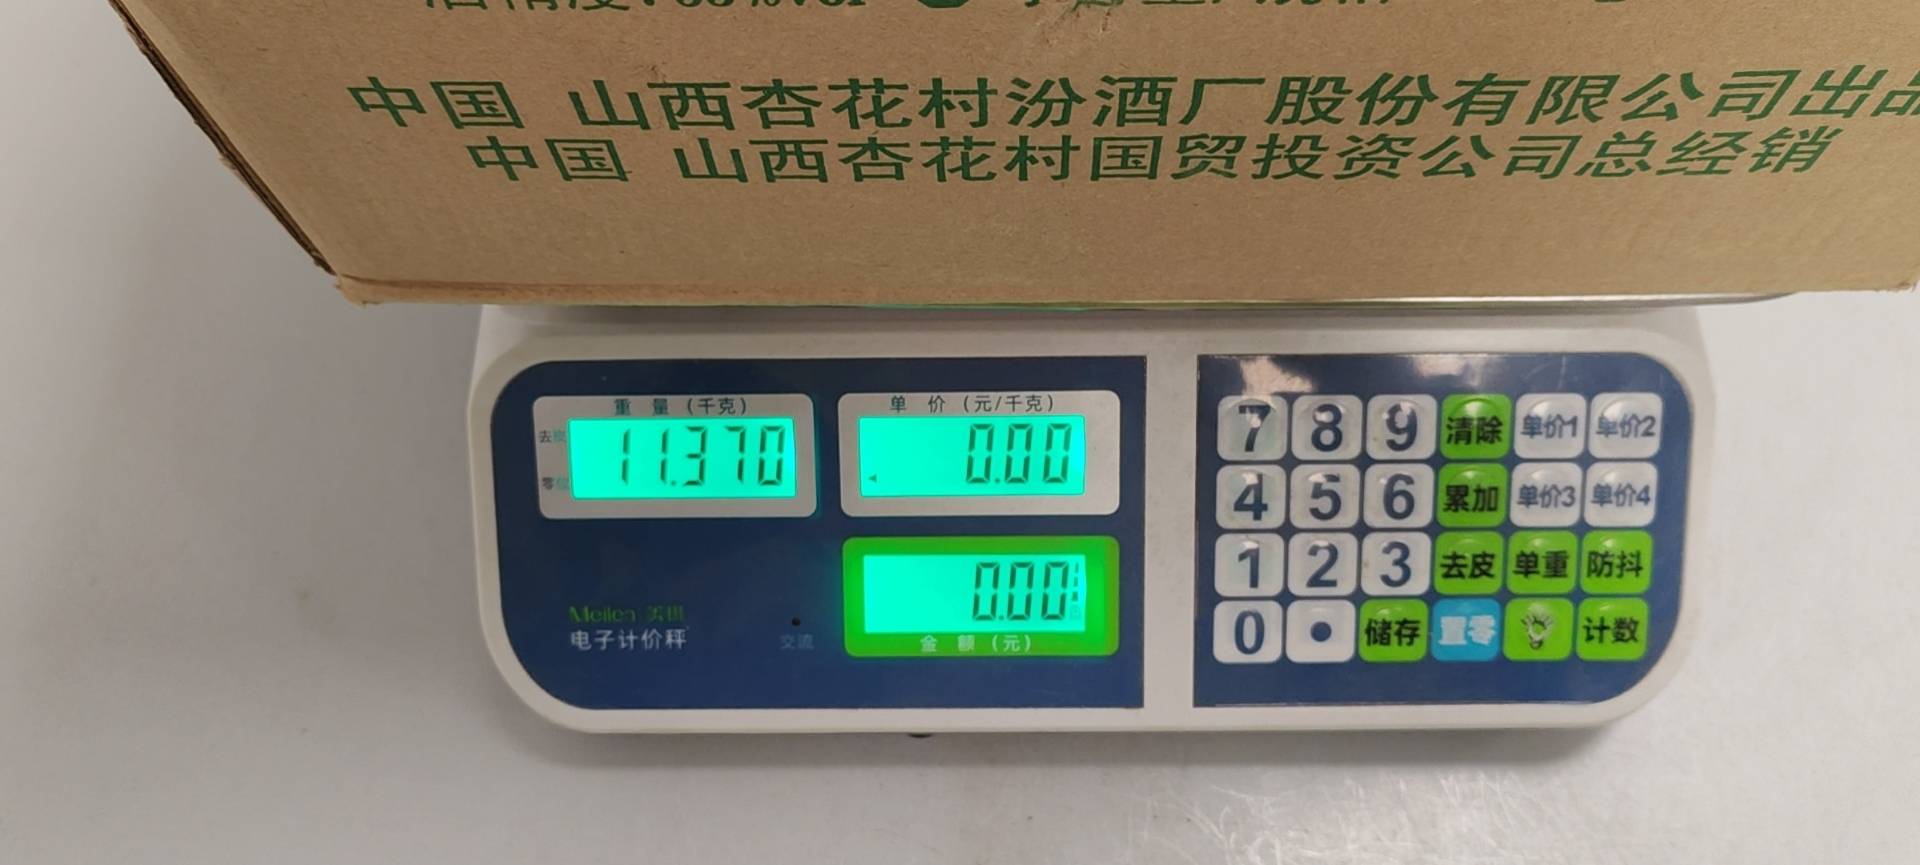 中国 山西杏花村汾酒厂股份有限公司出品
中国 山西杏花村国贸投资公司总经销
重 量 (千克)
单 价 (元/千克)
去皮
11.370
0.00
零位
0.00
金 额 (元)
Meilen
电子计价秤
交流
7 8 9 清除 单价1 单价2
4 5 6 累加 单价3 单价4
1 2 3 去皮 单重 防抖
0 • 储存 置零 计数